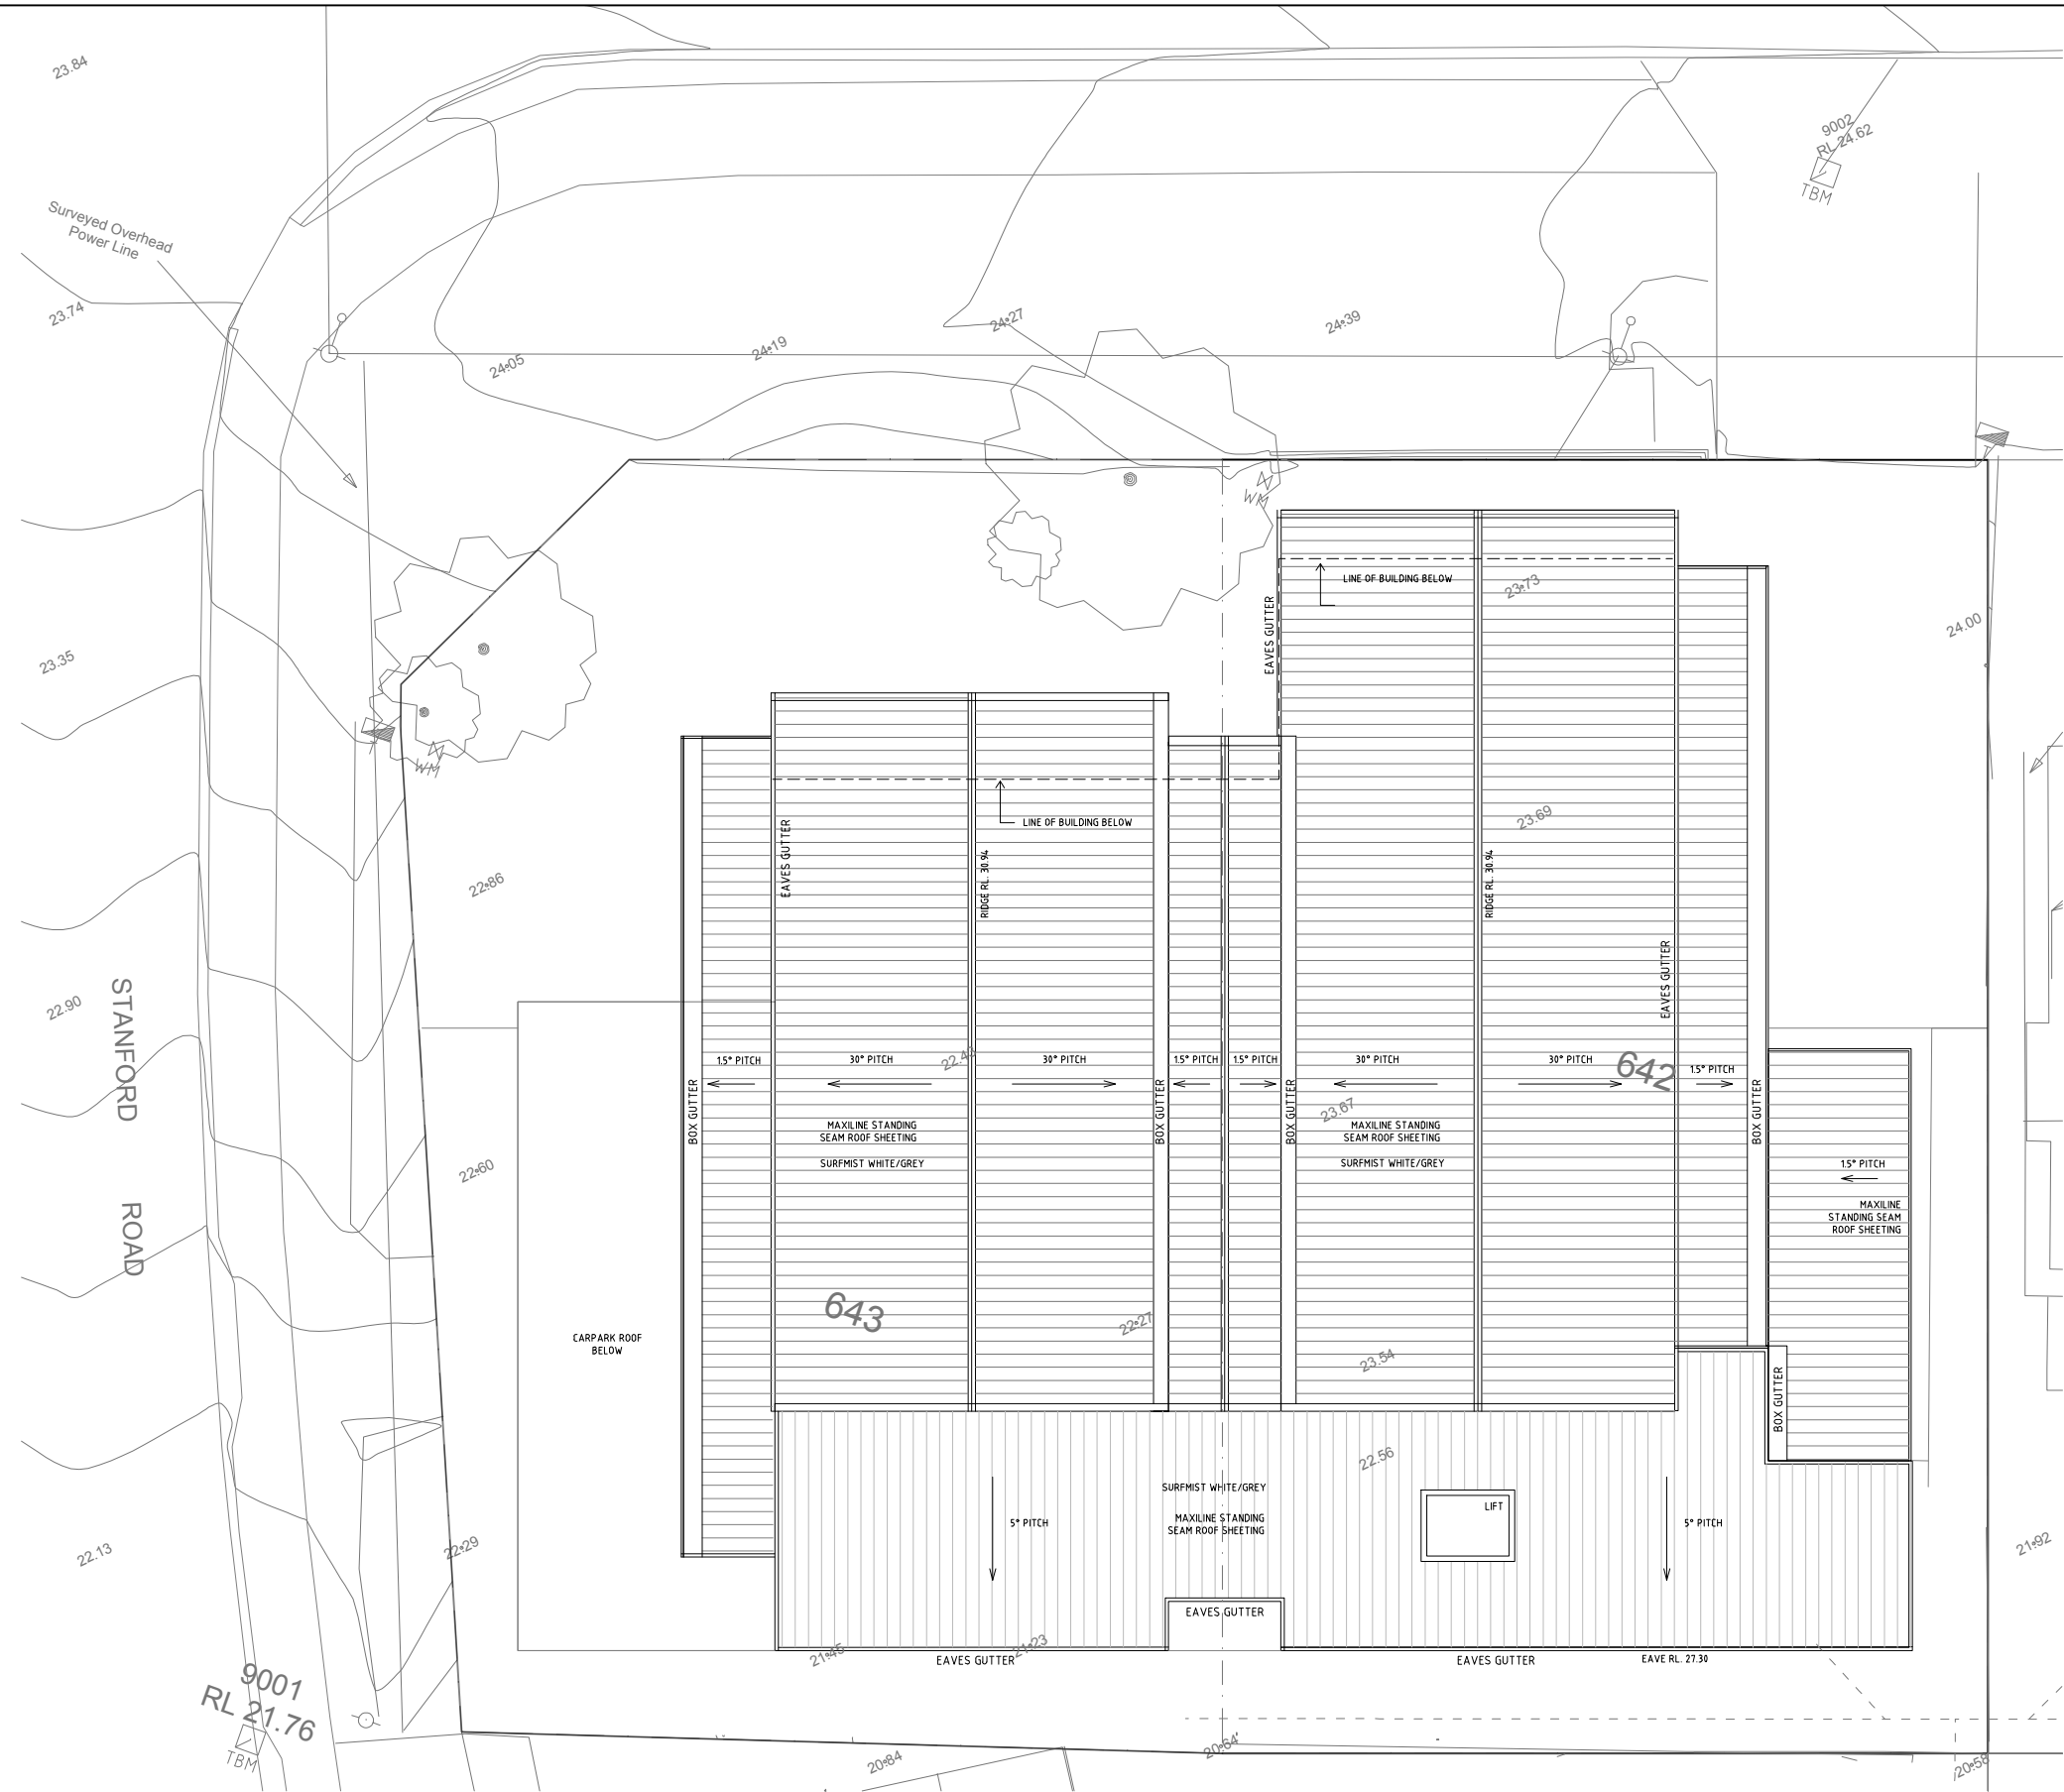 23.84
9002
RL 24.62
TBM
Surveyed Overhead
Power Line
23.74
24.05
24.19
24.27
24.39
WM
LINE OF BUILDING BELOW
23.73
EAVES GUTTER
24.00
23.35
WM
LINE OF BUILDING BELOW
23.69
EAVES GUTTER
22.86
RIDGE RL. 30.94
RIDGE RL. 30.94
EAVES GUTTER
22.90
STANFORD ROAD
1.5° PITCH
30° PITCH
22.43
30° PITCH
1.5° PITCH
1.5° PITCH
30° PITCH
30° PITCH
642
1.5° PITCH
BOX GUTTER
BOX GUTTER
BOX GUTTER
BOX GUTTER
23.67
MAXILINE STANDING
SEAM ROOF SHEETING
SURFMIST WHITE/GREY
MAXILINE STANDING
SEAM ROOF SHEETING
SURFMIST WHITE/GREY
22.60
1.5° PITCH
MAXILINE
STANDING SEAM
ROOF SHEETING
643
22.27
CARPARK ROOF
BELOW
23.54
BOX GUTTER
22.56
SURFMIST WHITE/GREY
MAXILINE STANDING
SEAM ROOF SHEETING
LIFT
5° PITCH
5° PITCH
22.13
22.29
21.92
EAVES GUTTER
21.45
21.23
EAVES GUTTER
EAVES GUTTER
EAVE RL. 27.30
9001
RL 21.76
TBM
20.84
20.64
20.58